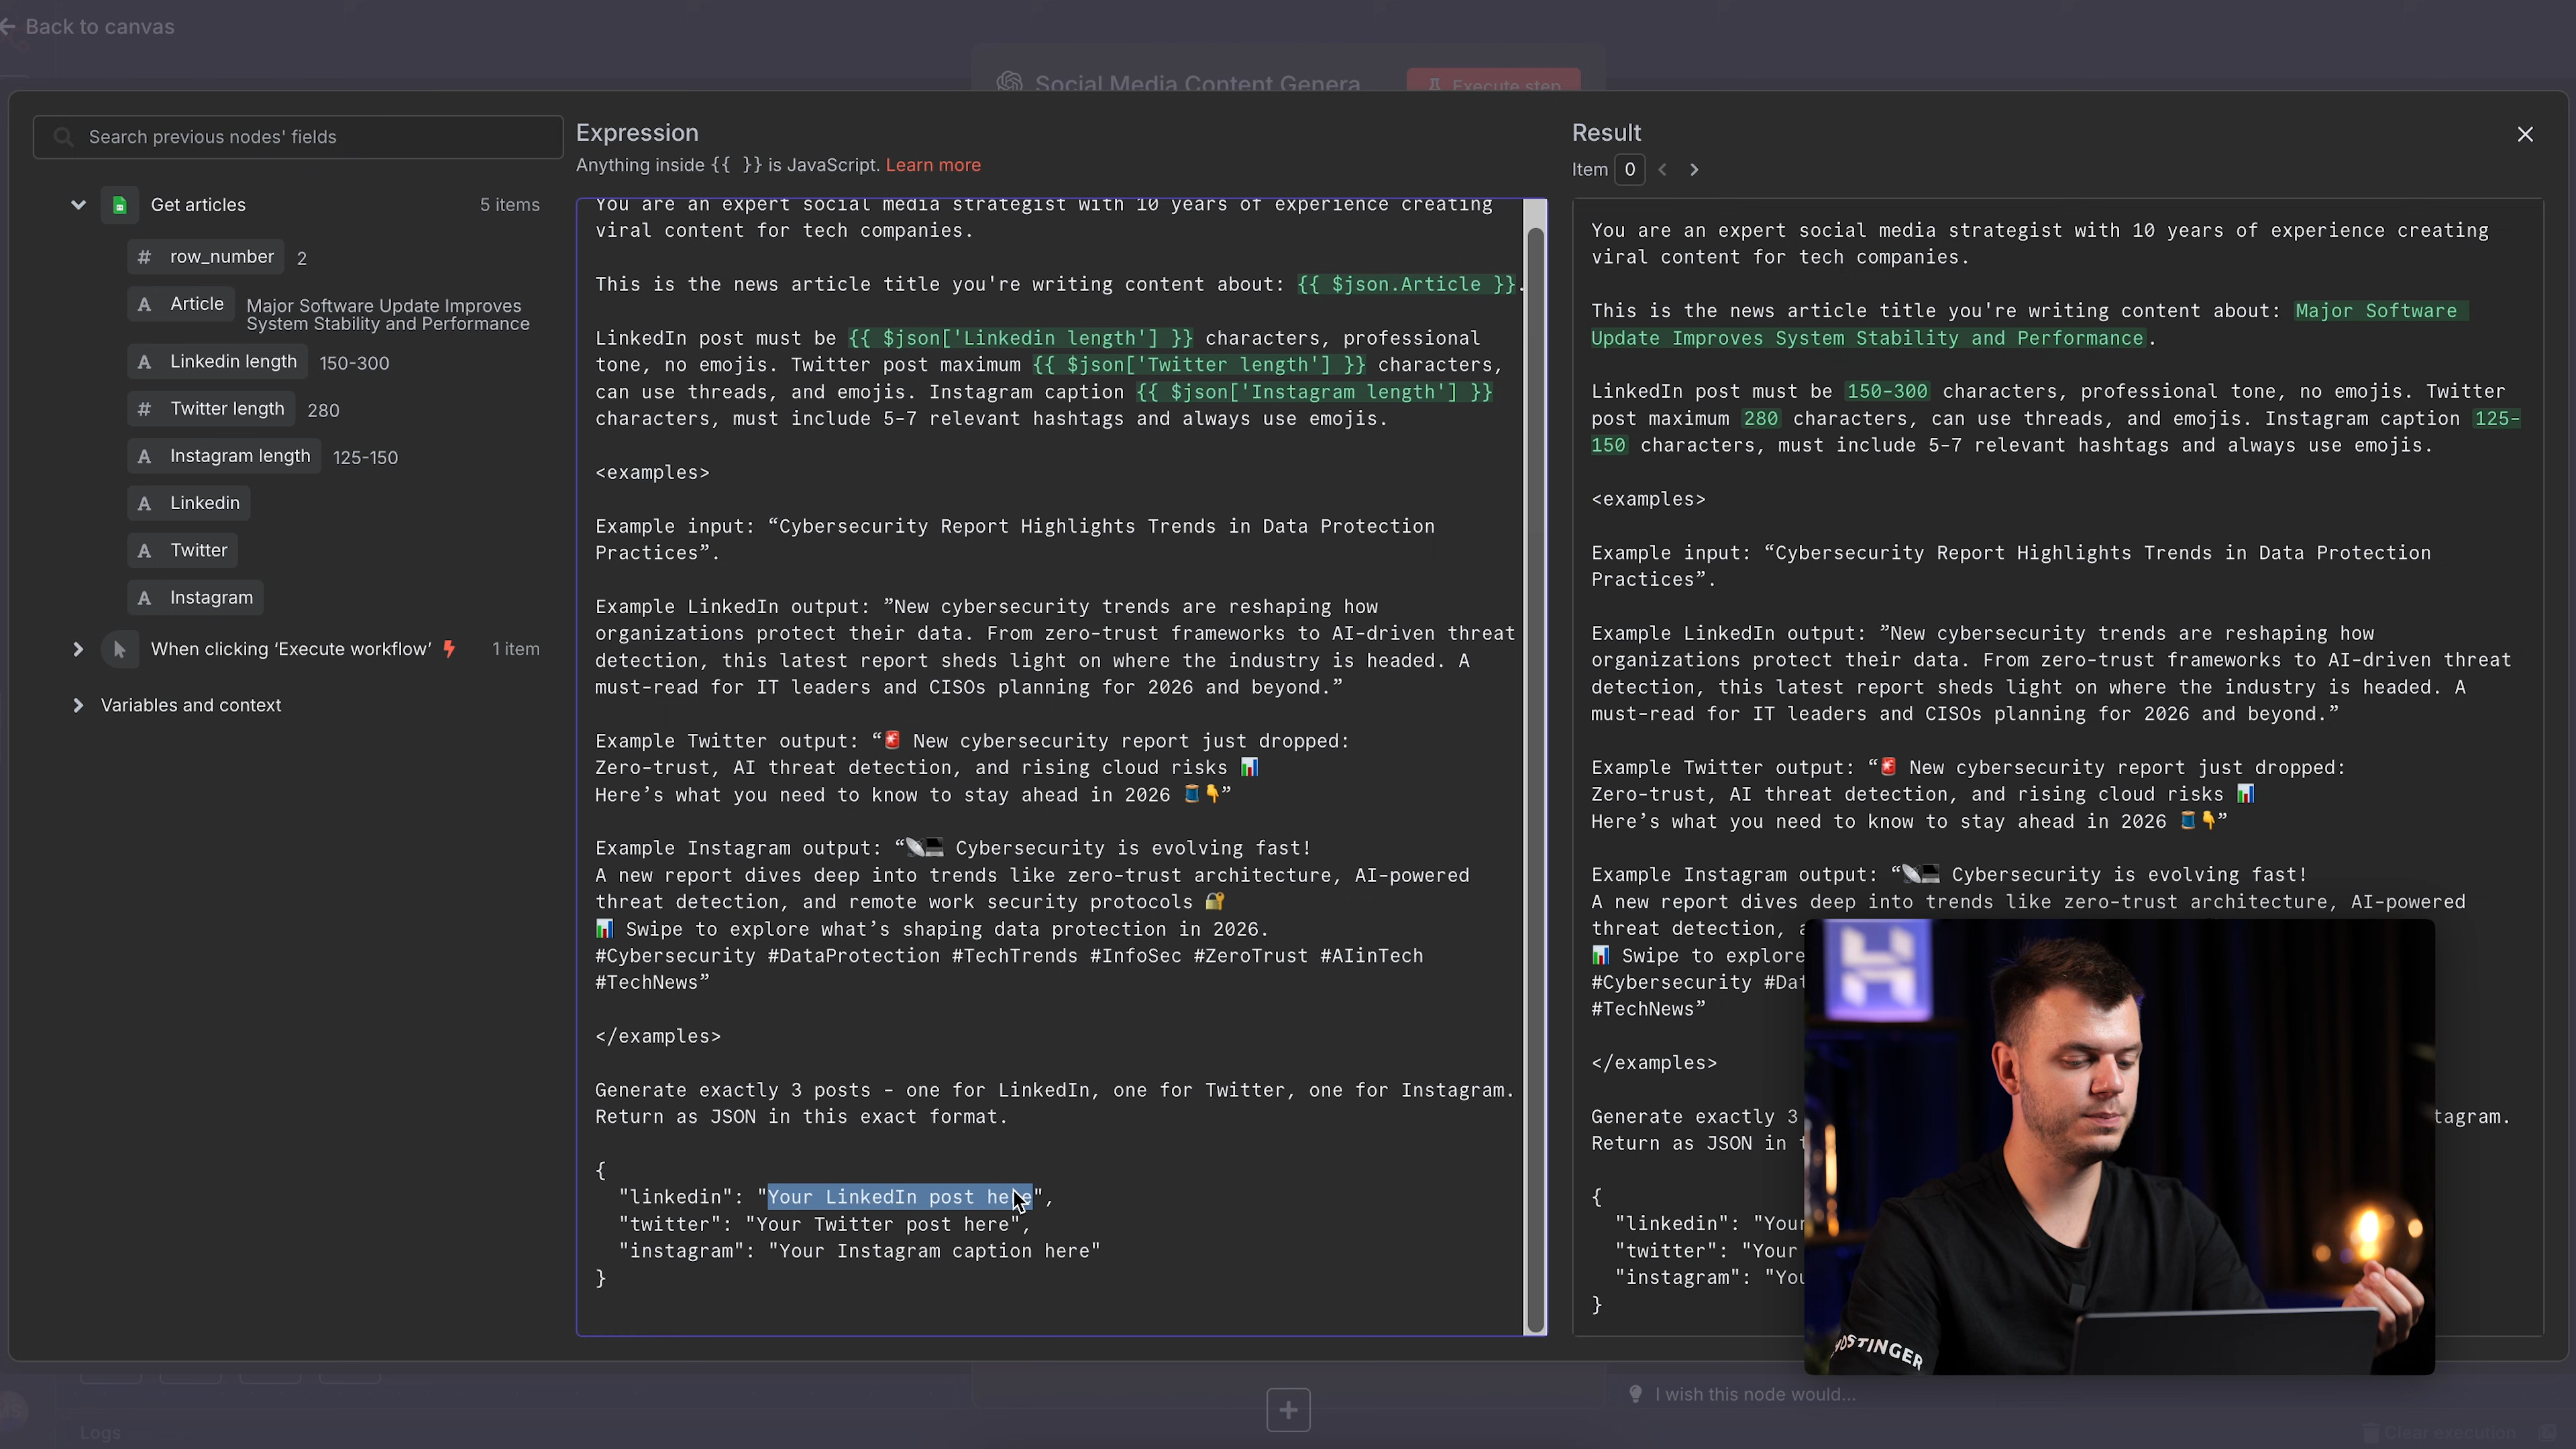 Back to canvas
Social Media Content Genera
Execute step
Search previous nodes' fields
Get articles
5 items
# row_number 2
A Article Major Software Update Improves
System Stability and Performance
A Linkedin length 150-300
# Twitter length 280
A Instagram length 125-150
A Linkedin
A Twitter
A Instagram
When clicking ‘Execute workflow’
1 item
Variables and context
Expression
Anything inside {{ }} is JavaScript. Learn more
You are an expert social media strategist with 10 years of experience creating
viral content for tech companies.
This is the news article title you're writing content about: {{ $json.Article }}.
LinkedIn post must be {{ $json['Linkedin length'] }} characters, professional
tone, no emojis. Twitter post maximum {{ $json['Twitter length'] }} characters,
can use threads, and emojis. Instagram caption {{ $json['Instagram length'] }}
characters, must include 5-7 relevant hashtags and always use emojis.
<examples>
Example input: “Cybersecurity Report Highlights Trends in Data Protection
Practices”.
Example LinkedIn output: ”New cybersecurity trends are reshaping how
organizations protect their data. From zero-trust frameworks to AI-driven threat
detection, this latest report sheds light on where the industry is headed. A
must-read for IT leaders and CISOs planning for 2026 and beyond.”
Example Twitter output: “🚨 New cybersecurity report just dropped:
Zero-trust, AI threat detection, and rising cloud risks 📊
Here’s what you need to know to stay ahead in 2026 🧵👇”
Example Instagram output: “📡💻 Cybersecurity is evolving fast!
A new report dives deep into trends like zero-trust architecture, AI-powered
threat detection, and remote work security protocols 🔐
📊 Swipe to explore what’s shaping data protection in 2026.
#Cybersecurity #DataProtection #TechTrends #InfoSec #ZeroTrust #AIinTech
#TechNews”
</examples>
Generate exactly 3 posts - one for LinkedIn, one for Twitter, one for Instagram.
Return as JSON in this exact format.
{
"linkedin": "Your LinkedIn post here",
"twitter": "Your Twitter post here",
"instagram": "Your Instagram caption here"
}
Result
Item 0
You are an expert social media strategist with 10 years of experience creating
viral content for tech companies.
This is the news article title you're writing content about: Major Software
Update Improves System Stability and Performance.
LinkedIn post must be 150-300 characters, professional tone, no emojis. Twitter
post maximum 280 characters, can use threads, and emojis. Instagram caption 125-
150 characters, must include 5-7 relevant hashtags and always use emojis.
<examples>
Example input: “Cybersecurity Report Highlights Trends in Data Protection
Practices”.
Example LinkedIn output: ”New cybersecurity trends are reshaping how
organizations protect their data. From zero-trust frameworks to AI-driven threat
detection, this latest report sheds light on where the industry is headed. A
must-read for IT leaders and CISOs planning for 2026 and beyond.”
Example Twitter output: “🚨 New cybersecurity report just dropped:
Zero-trust, AI threat detection, and rising cloud risks 📊
Here’s what you need to know to stay ahead in 2026 🧵👇”
Example Instagram output: “📡💻 Cybersecurity is evolving fast!
A new report dives deep into trends like zero-trust architecture, AI-powered
threat detection,
📊 Swipe to explore
#Cybersecurity
#TechNews”
</examples>
Generate exactly 3 tagram.
Return as JSON in
{
"linkedin": "Your
"twitter": "Your
"instagram":
}
HOSTINGER
I wish this node would...
Logs
Clear execution